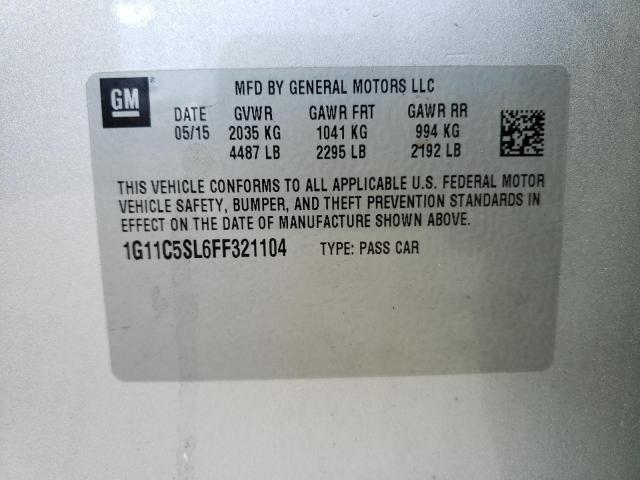 GM
MFD BY GENERAL MOTORS LLC
DATE GVWR GAWR FRT GAWR RR
05/15 2035 KG 1041 KG 994 KG
4487 LB 2295 LB 2192 LB
THIS VEHICLE CONFORMS TO ALL APPLICABLE U.S. FEDERAL MOTOR
VEHICLE SAFETY, BUMPER, AND THEFT PREVENTION STANDARDS IN
EFFECT ON THE DATE OF MANUFACTURE SHOWN ABOVE.
1G11C5SL6FF321104 TYPE: PASS CAR